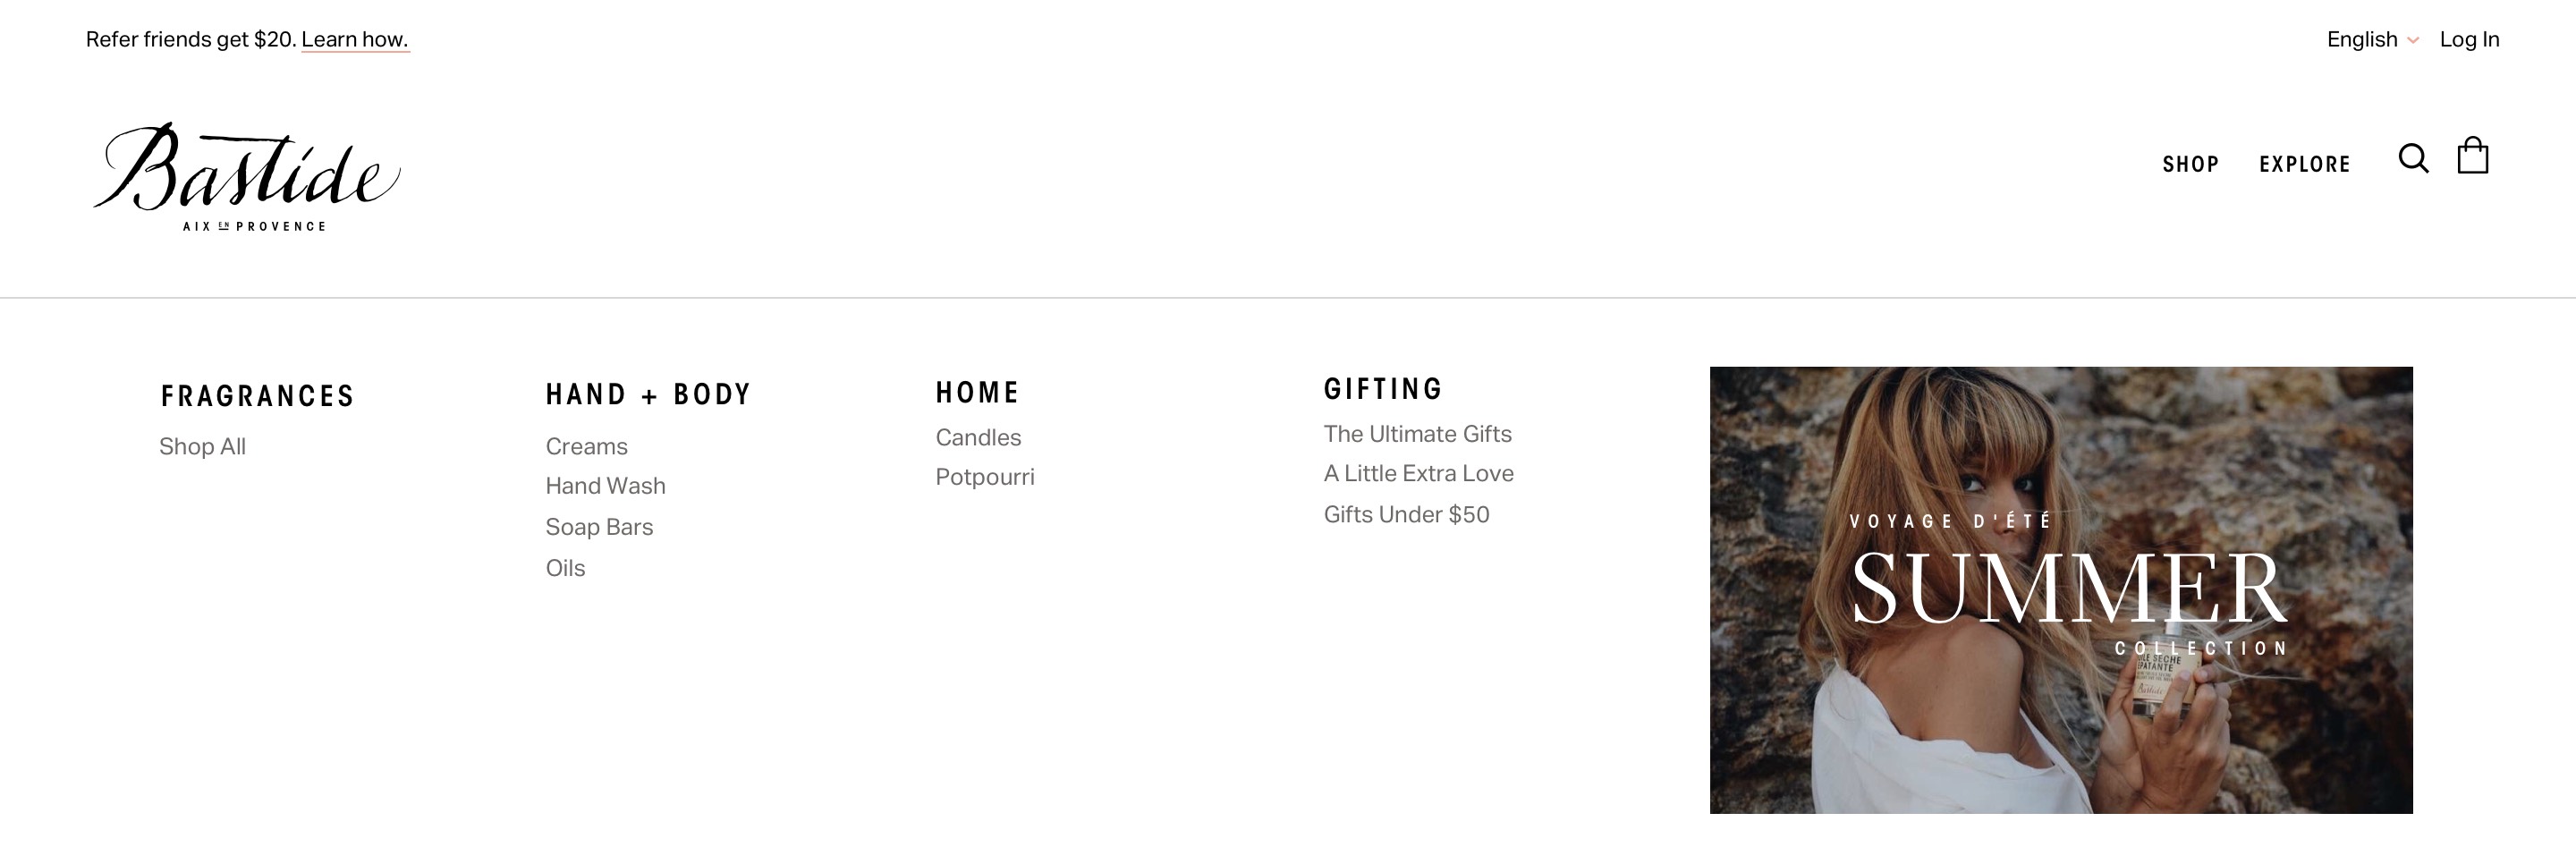 Refer friends get $20. Learn how.
English
Log In
Bastide
AIX EN PROVENCE
SHOP
EXPLORE
FRAGRANCES
Shop All
HAND + BODY
Creams
Hand Wash
Soap Bars
Oils
HOME
Candles
Potpourri
GIFTING
The Ultimate Gifts
A Little Extra Love
Gifts Under $50
VOYAGE D'ÉTÉ
SUMMER
COLLECTION
SÈCHE
Bastide